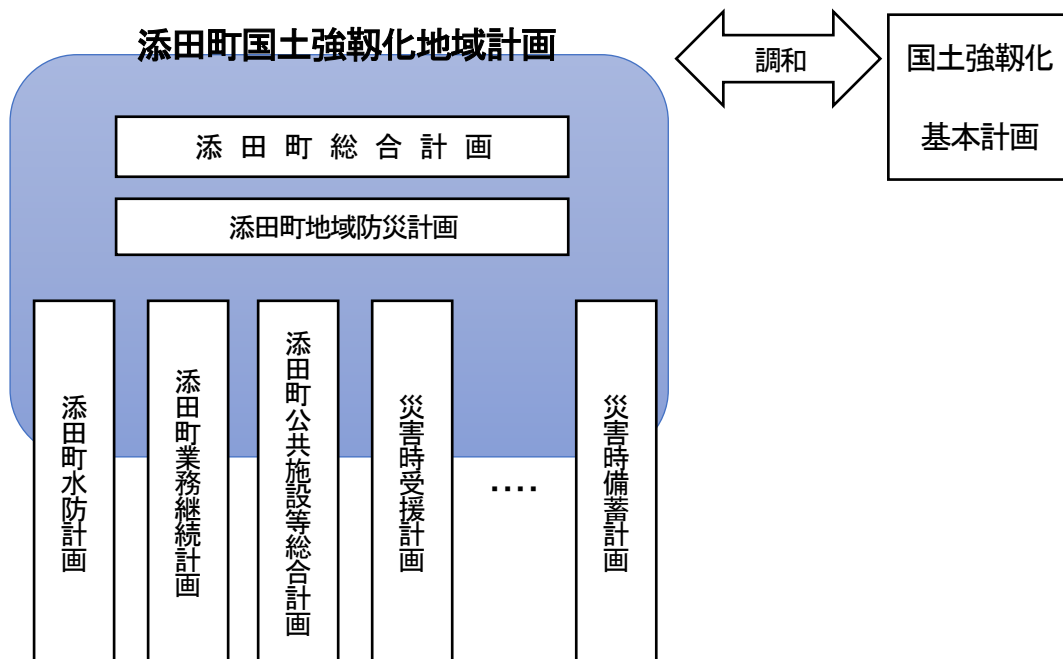 添田町国土強靱化地域計画
調和
国土強靱化
基本計画
添田町総合計画
添田町地域防災計画
添田町水防計画
添田町業務継続計画
添田町公共施設等総合計画
災害時受援計画
....
災害時備蓄計画